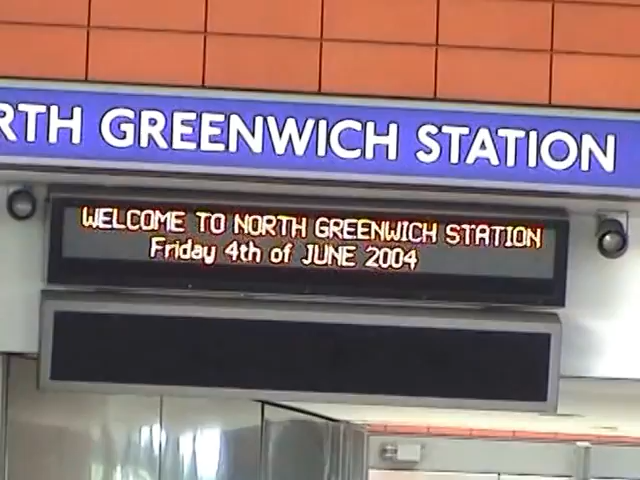 RTH GREENWICH STATION
WELCOME TO NORTH GREENWICH STATION
Friday 4th of JUNE 2004